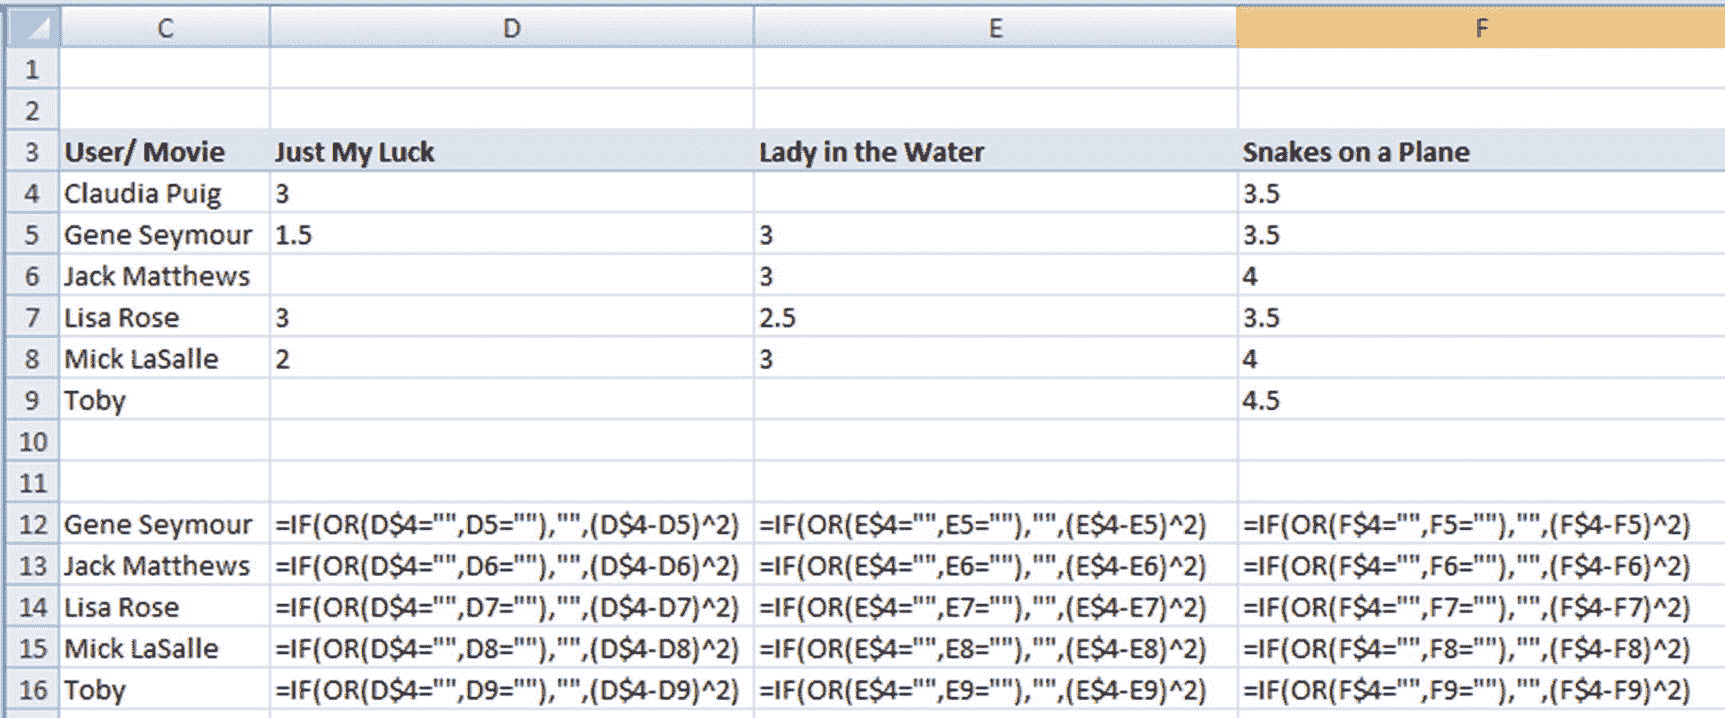 C D E F
1
2
3 User/ Movie Just My Luck Lady in the Water Snakes on a Plane
4 Claudia Puig 3 3.5
5 Gene Seymour 1.5 3 3.5
6 Jack Matthews 3 4
7 Lisa Rose 3 2.5 3.5
8 Mick LaSalle 2 3 4
9 Toby 4.5
10
11
12 Gene Seymour =IF(OR(D$4="",D5=""),"",(D$4-D5)^2) =IF(OR(E$4="",E5=""),"",(E$4-E5)^2) =IF(OR(F$4="",F5=""),"",(F$4-F5)^2)
13 Jack Matthews =IF(OR(D$4="",D6=""),"",(D$4-D6)^2) =IF(OR(E$4="",E6=""),"",(E$4-E6)^2) =IF(OR(F$4="",F6=""),"",(F$4-F6)^2)
14 Lisa Rose =IF(OR(D$4="",D7=""),"",(D$4-D7)^2) =IF(OR(E$4="",E7=""),"",(E$4-E7)^2) =IF(OR(F$4="",F7=""),"",(F$4-F7)^2)
15 Mick LaSalle =IF(OR(D$4="",D8=""),"",(D$4-D8)^2) =IF(OR(E$4="",E8=""),"",(E$4-E8)^2) =IF(OR(F$4="",F8=""),"",(F$4-F8)^2)
16 Toby =IF(OR(D$4="",D9=""),"",(D$4-D9)^2) =IF(OR(E$4="",E9=""),"",(E$4-E9)^2) =IF(OR(F$4="",F9=""),"",(F$4-F9)^2)